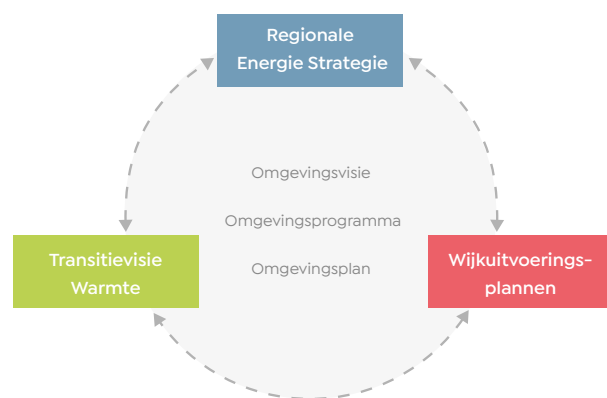 Regionale
Energie Strategie
Omgevingsvisie
Omgevingsprogramma
Omgevingsplan
Transitievisie
Warmte
Wijkuitvoerings-
plannen